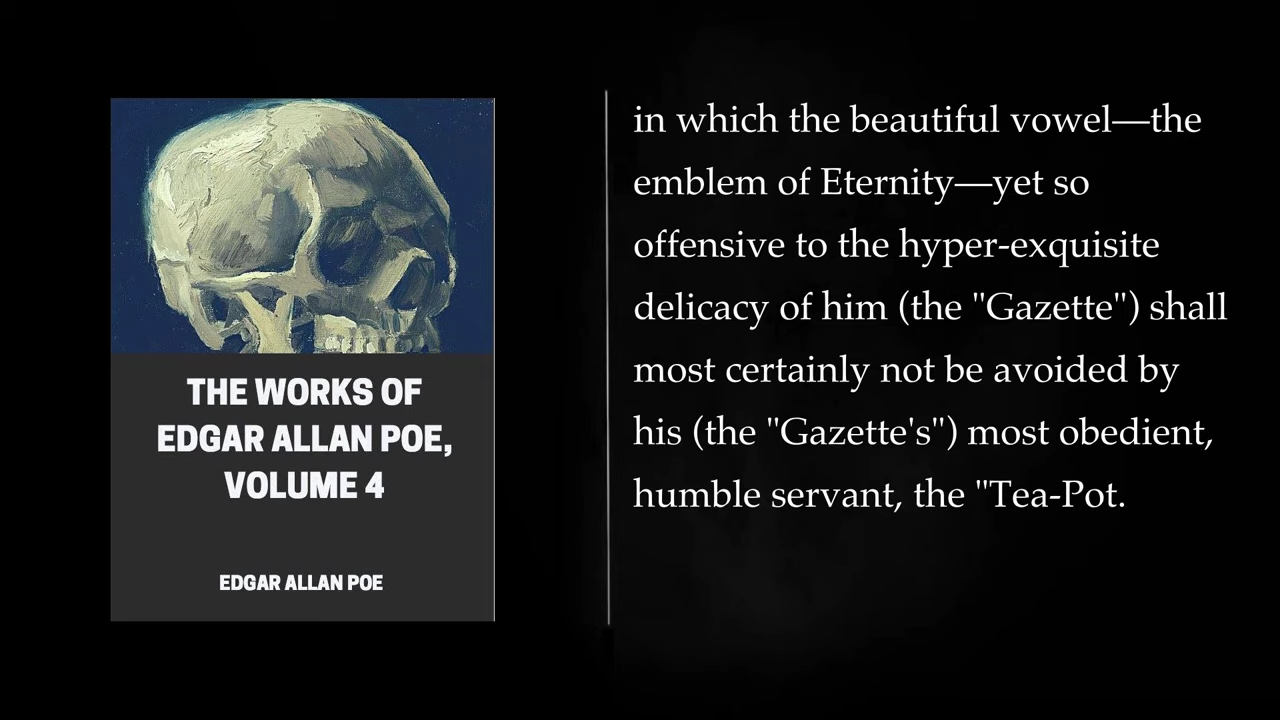 THE WORKS OF
EDGAR ALLAN POE,
VOLUME 4
EDGAR ALLAN POE
in which the beautiful vowel—the
emblem of Eternity—yet so
offensive to the hyper-exquisite
delicacy of him (the "Gazette") shall
most certainly not be avoided by
his (the "Gazette's") most obedient,
humble servant, the "Tea-Pot.